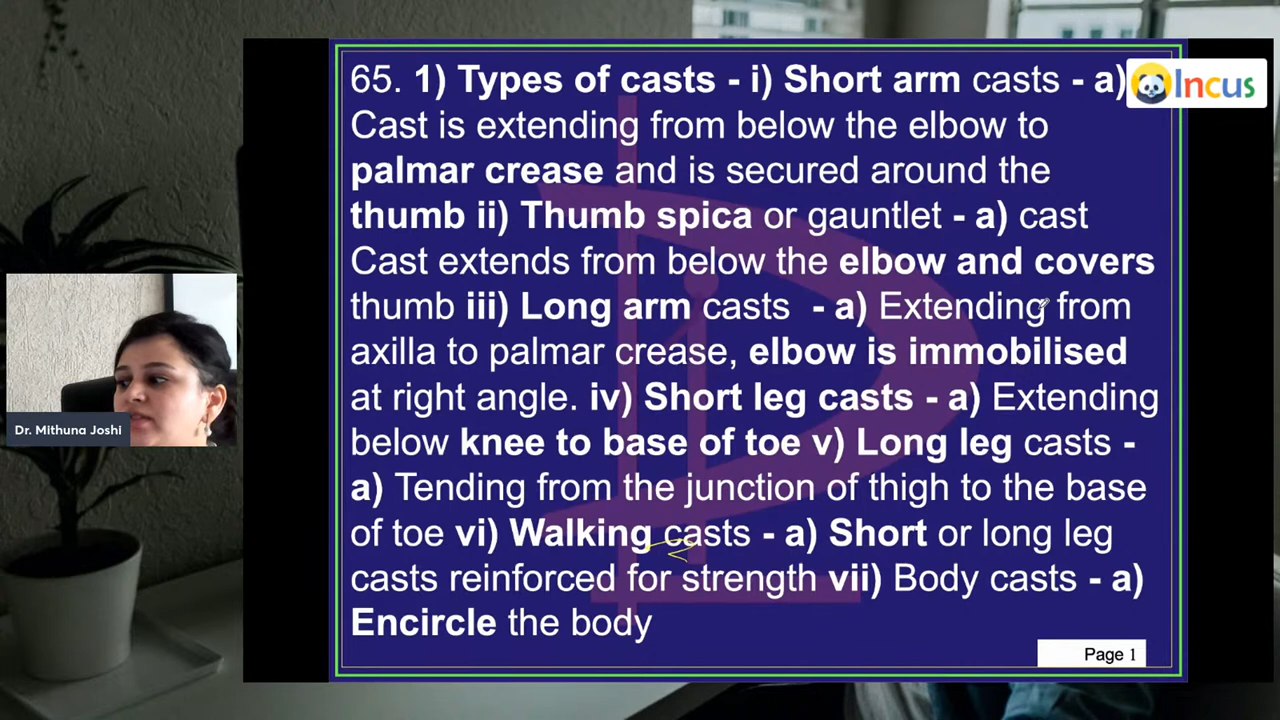 65. 1) Types of casts - i) Short arm casts - a)
Incus
Cast is extending from below the elbow to
palmar crease and is secured around the
thumb ii) Thumb spica or gauntlet - a) cast
Cast extends from below the elbow and covers
thumb iii) Long arm casts - a) Extending from
axilla to palmar crease, elbow is immobilised
at right angle. iv) Short leg casts - a) Extending
below knee to base of toe v) Long leg casts -
a) Tending from the junction of thigh to the base
of toe vi) Walking casts - a) Short or long leg
casts reinforced for strength vii) Body casts - a)
Encircle the body
Page 1
Dr. Mithuna Joshi